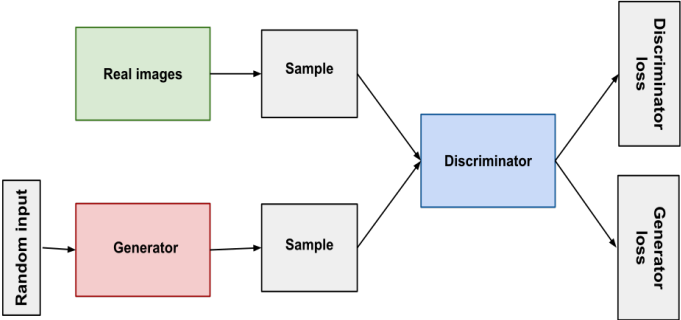 Real images
Sample
Discriminator
loss
Discriminator
Random input
Generator
Sample
Generator
loss